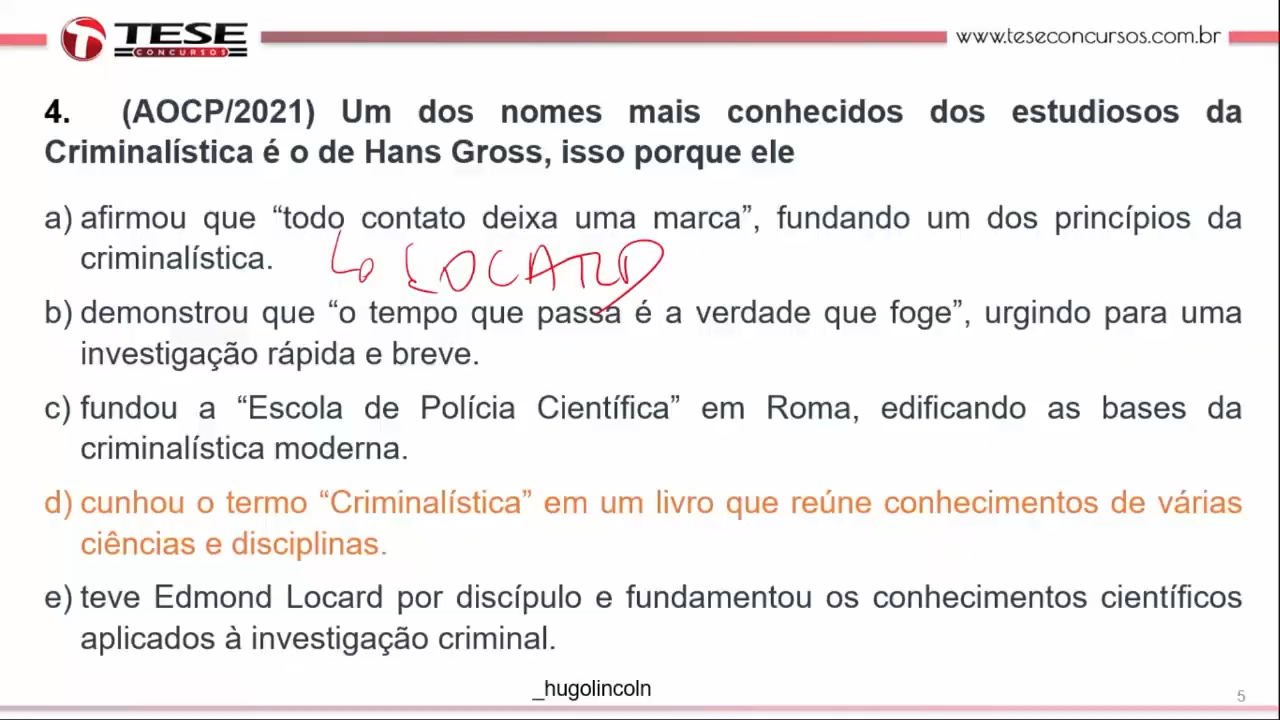 TESE
CONCURSOS
www.teseconcursos.com.br
4. (AOCP/2021) Um dos nomes mais conhecidos dos estudiosos da
Criminalística é o de Hans Gross, isso porque ele
a) afirmou que “todo contato deixa uma marca”, fundando um dos princípios da
criminalística.
LOCARD
b) demonstrou que “o tempo que passa é a verdade que foge”, urgindo para uma
investigação rápida e breve.
c) fundou a “Escola de Polícia Científica” em Roma, edificando as bases da
criminalística moderna.
d) cunhou o termo “Criminalística” em um livro que reúne conhecimentos de várias
ciências e disciplinas.
e) teve Edmond Locard por discípulo e fundamentou os conhecimentos científicos
aplicados à investigação criminal.
_hugolincoln
5